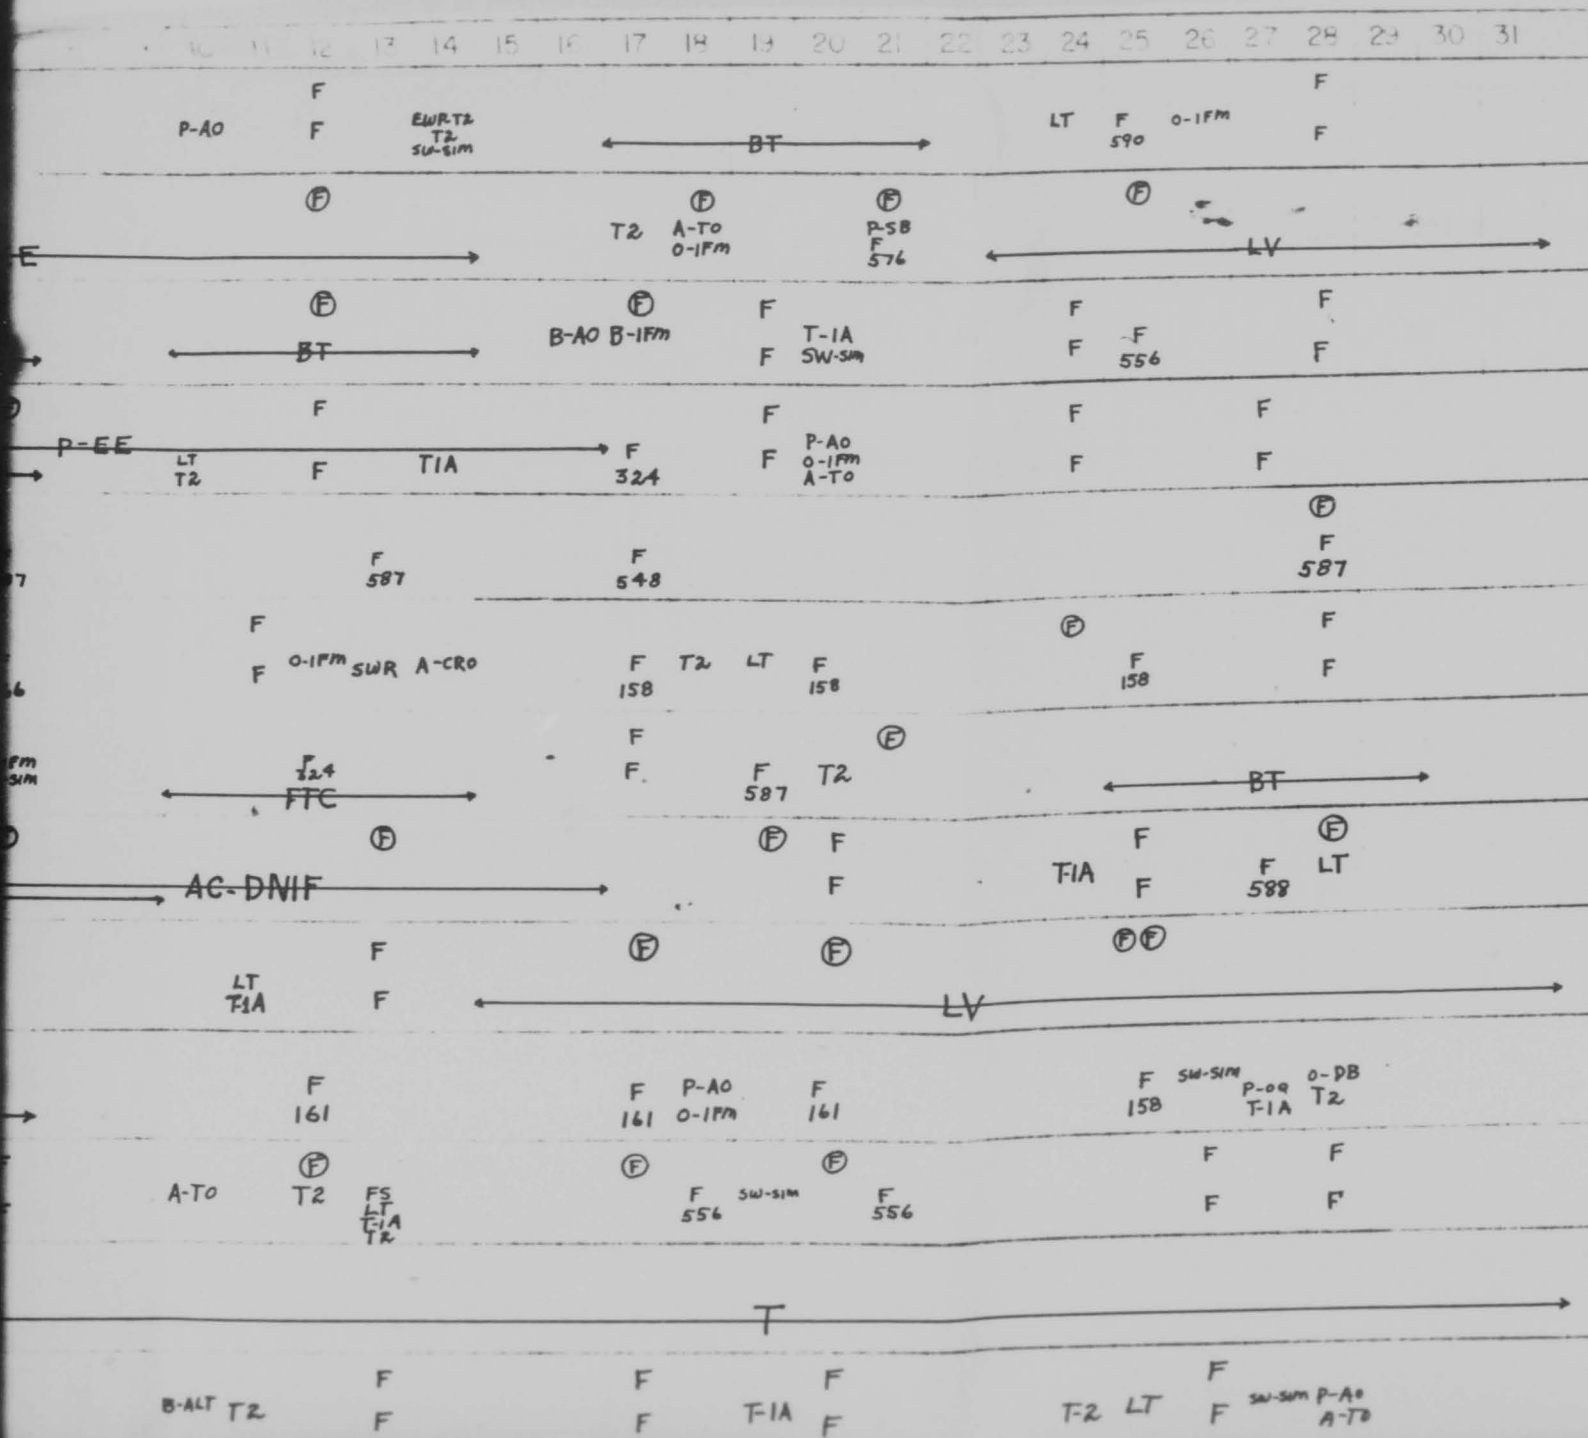 10 11 12 13 14 15 16 17 18 19 20 21 22 23 24 25 26 27 28 29 30 31
F F
P-AO F EWRT2 BT LT F O-IFM F
T2 590
SW-SIM
F F F F
T2 A-TO P-SB
O-IFM F
E 576 LV
F F F F F
B-AO B-IFM T-1A F
BT F SW-SIM F 556 F
F F F F
P-EE F P-AO
LT F T1A 324 F O-IFM F F
T2 A-TO
F
F F F
587 548 587
F F F
F O-IFM SWR A-CRO F T2 LT F F F
158 158 158
F F
FM F F T2
SIM 324 587 BT
FTC
F F F F F
AC-DNIF F T-1A F F LT
588
F F F F F
LT
T-1A F LV
F F P-AO F F SW-SIM P-OQ O-DB
161 161 O-IFM 161 158 T-1A T2
F F F F F
A-TO T2 FS F SW-SIM F F F
LT 556 556
T-1A
T2
T
F F F F
B-ALT T2 F F T-1A F T-2 LT F SW-SIM P-AO
A-TO